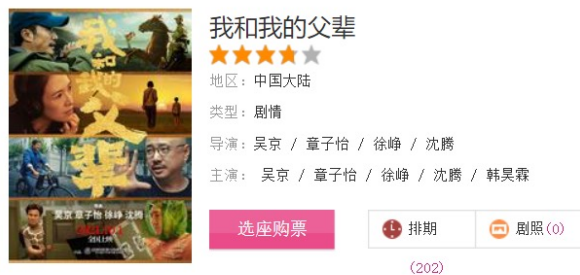 我和我的父辈
吴京 章子怡 徐峥 沈腾
我和我的父辈
地区：中国大陆
类型：剧情
导演：吴京 / 章子怡 / 徐峥 / 沈腾
主演： 吴京 / 章子怡 / 徐峥 / 沈腾 / 韩昊霖
选座购票
排期
剧照(0)
(202)